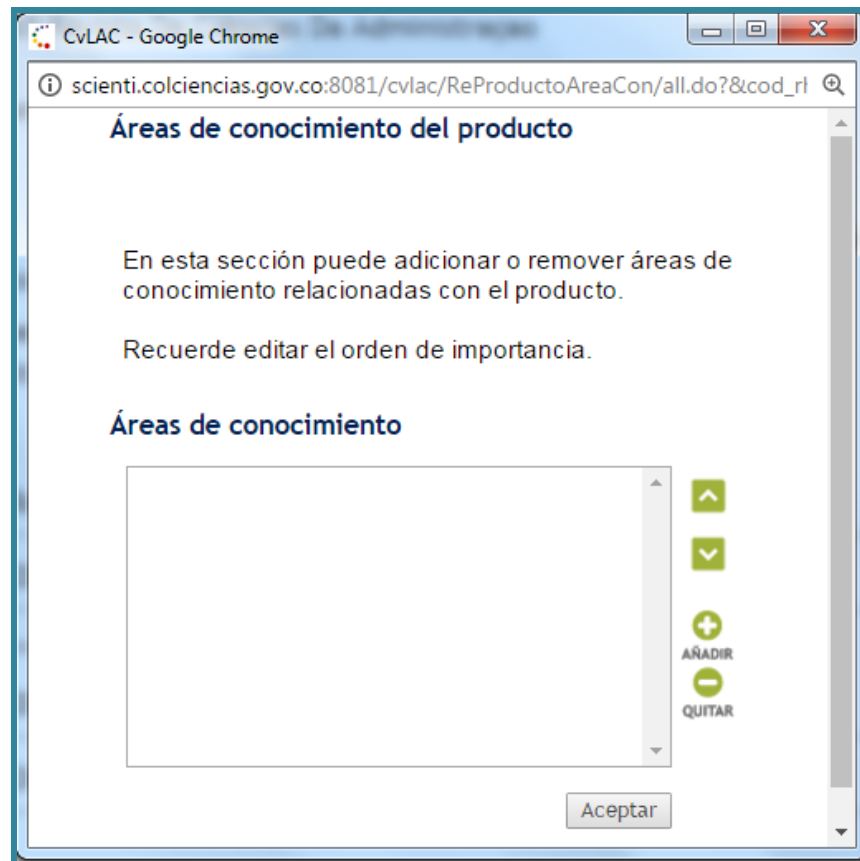 CvLAC - Google Chrome
scienti.colciencias.gov.co:8081/cvlac/ReProductoAreaCon/all.do?&cod_rl
Áreas de conocimiento del producto
En esta sección puede adicionar o remover áreas de
conocimiento relacionadas con el producto.
Recuerde editar el orden de importancia.
Áreas de conocimiento
AÑADIR
QUITAR
Aceptar